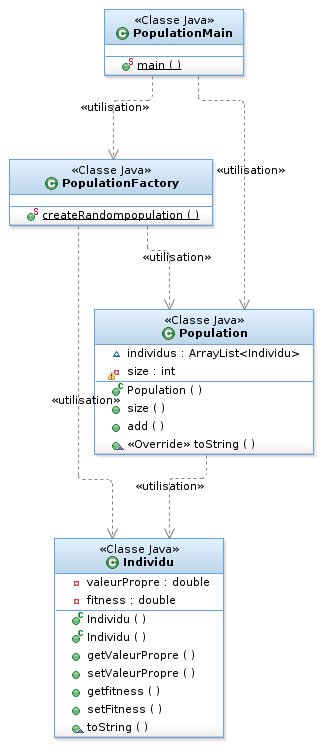 «Classe Java»
PopulationMain
main ( )
«utilisation»
«utilisation»
«Classe Java»
PopulationFactory
createRandompopulation ( )
«utilisation»
«Classe Java»
Population
individus : ArrayList<Individu>
size : int
Population ( )
size ( )
add ( )
«Override» toString ( )
«utilisation»
«utilisation»
«Classe Java»
Individu
valeurPropre : double
fitness : double
Individu ( )
Individu ( )
getValeurPropre ( )
setValeurPropre ( )
getfitness ( )
setFitness ( )
toString ( )